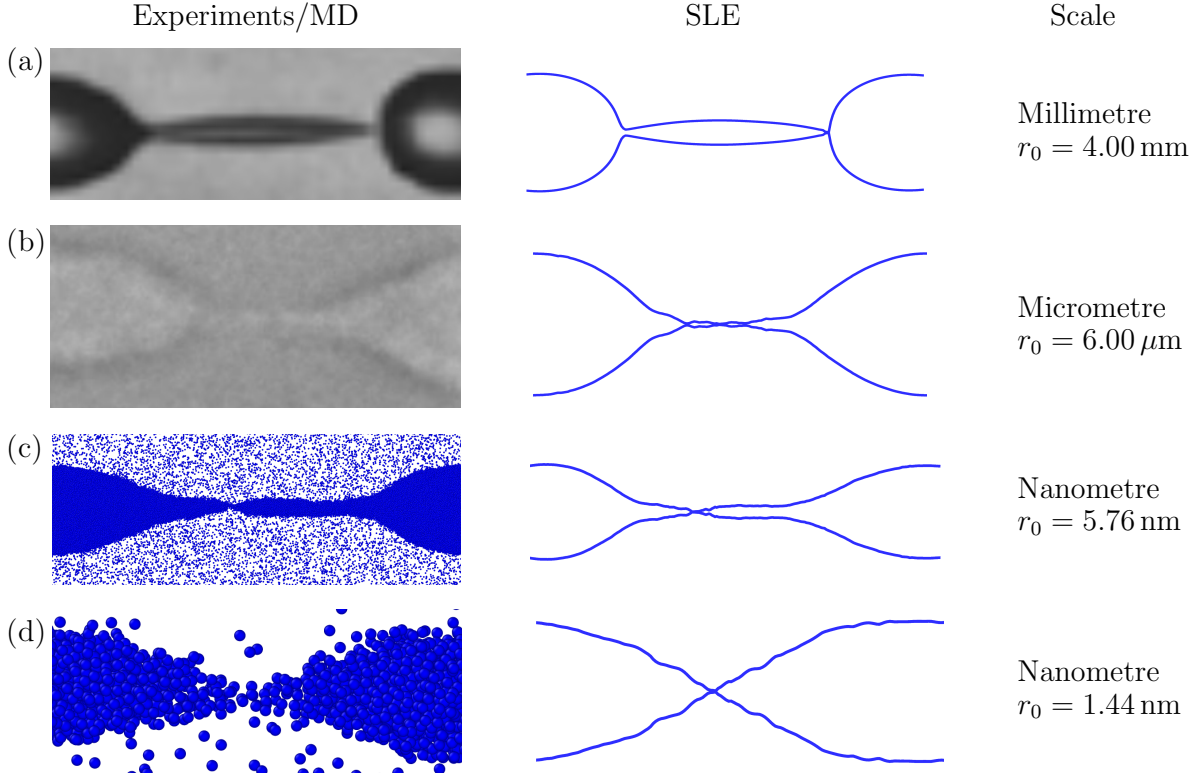 Experiments/MD SLE Scale
(a)
Millimetre
r₀ = 4.00 mm
(b)
Micrometre
r₀ = 6.00 μm
(c)
Nanometre
r₀ = 5.76 nm
(d)
Nanometre
r₀ = 1.44 nm